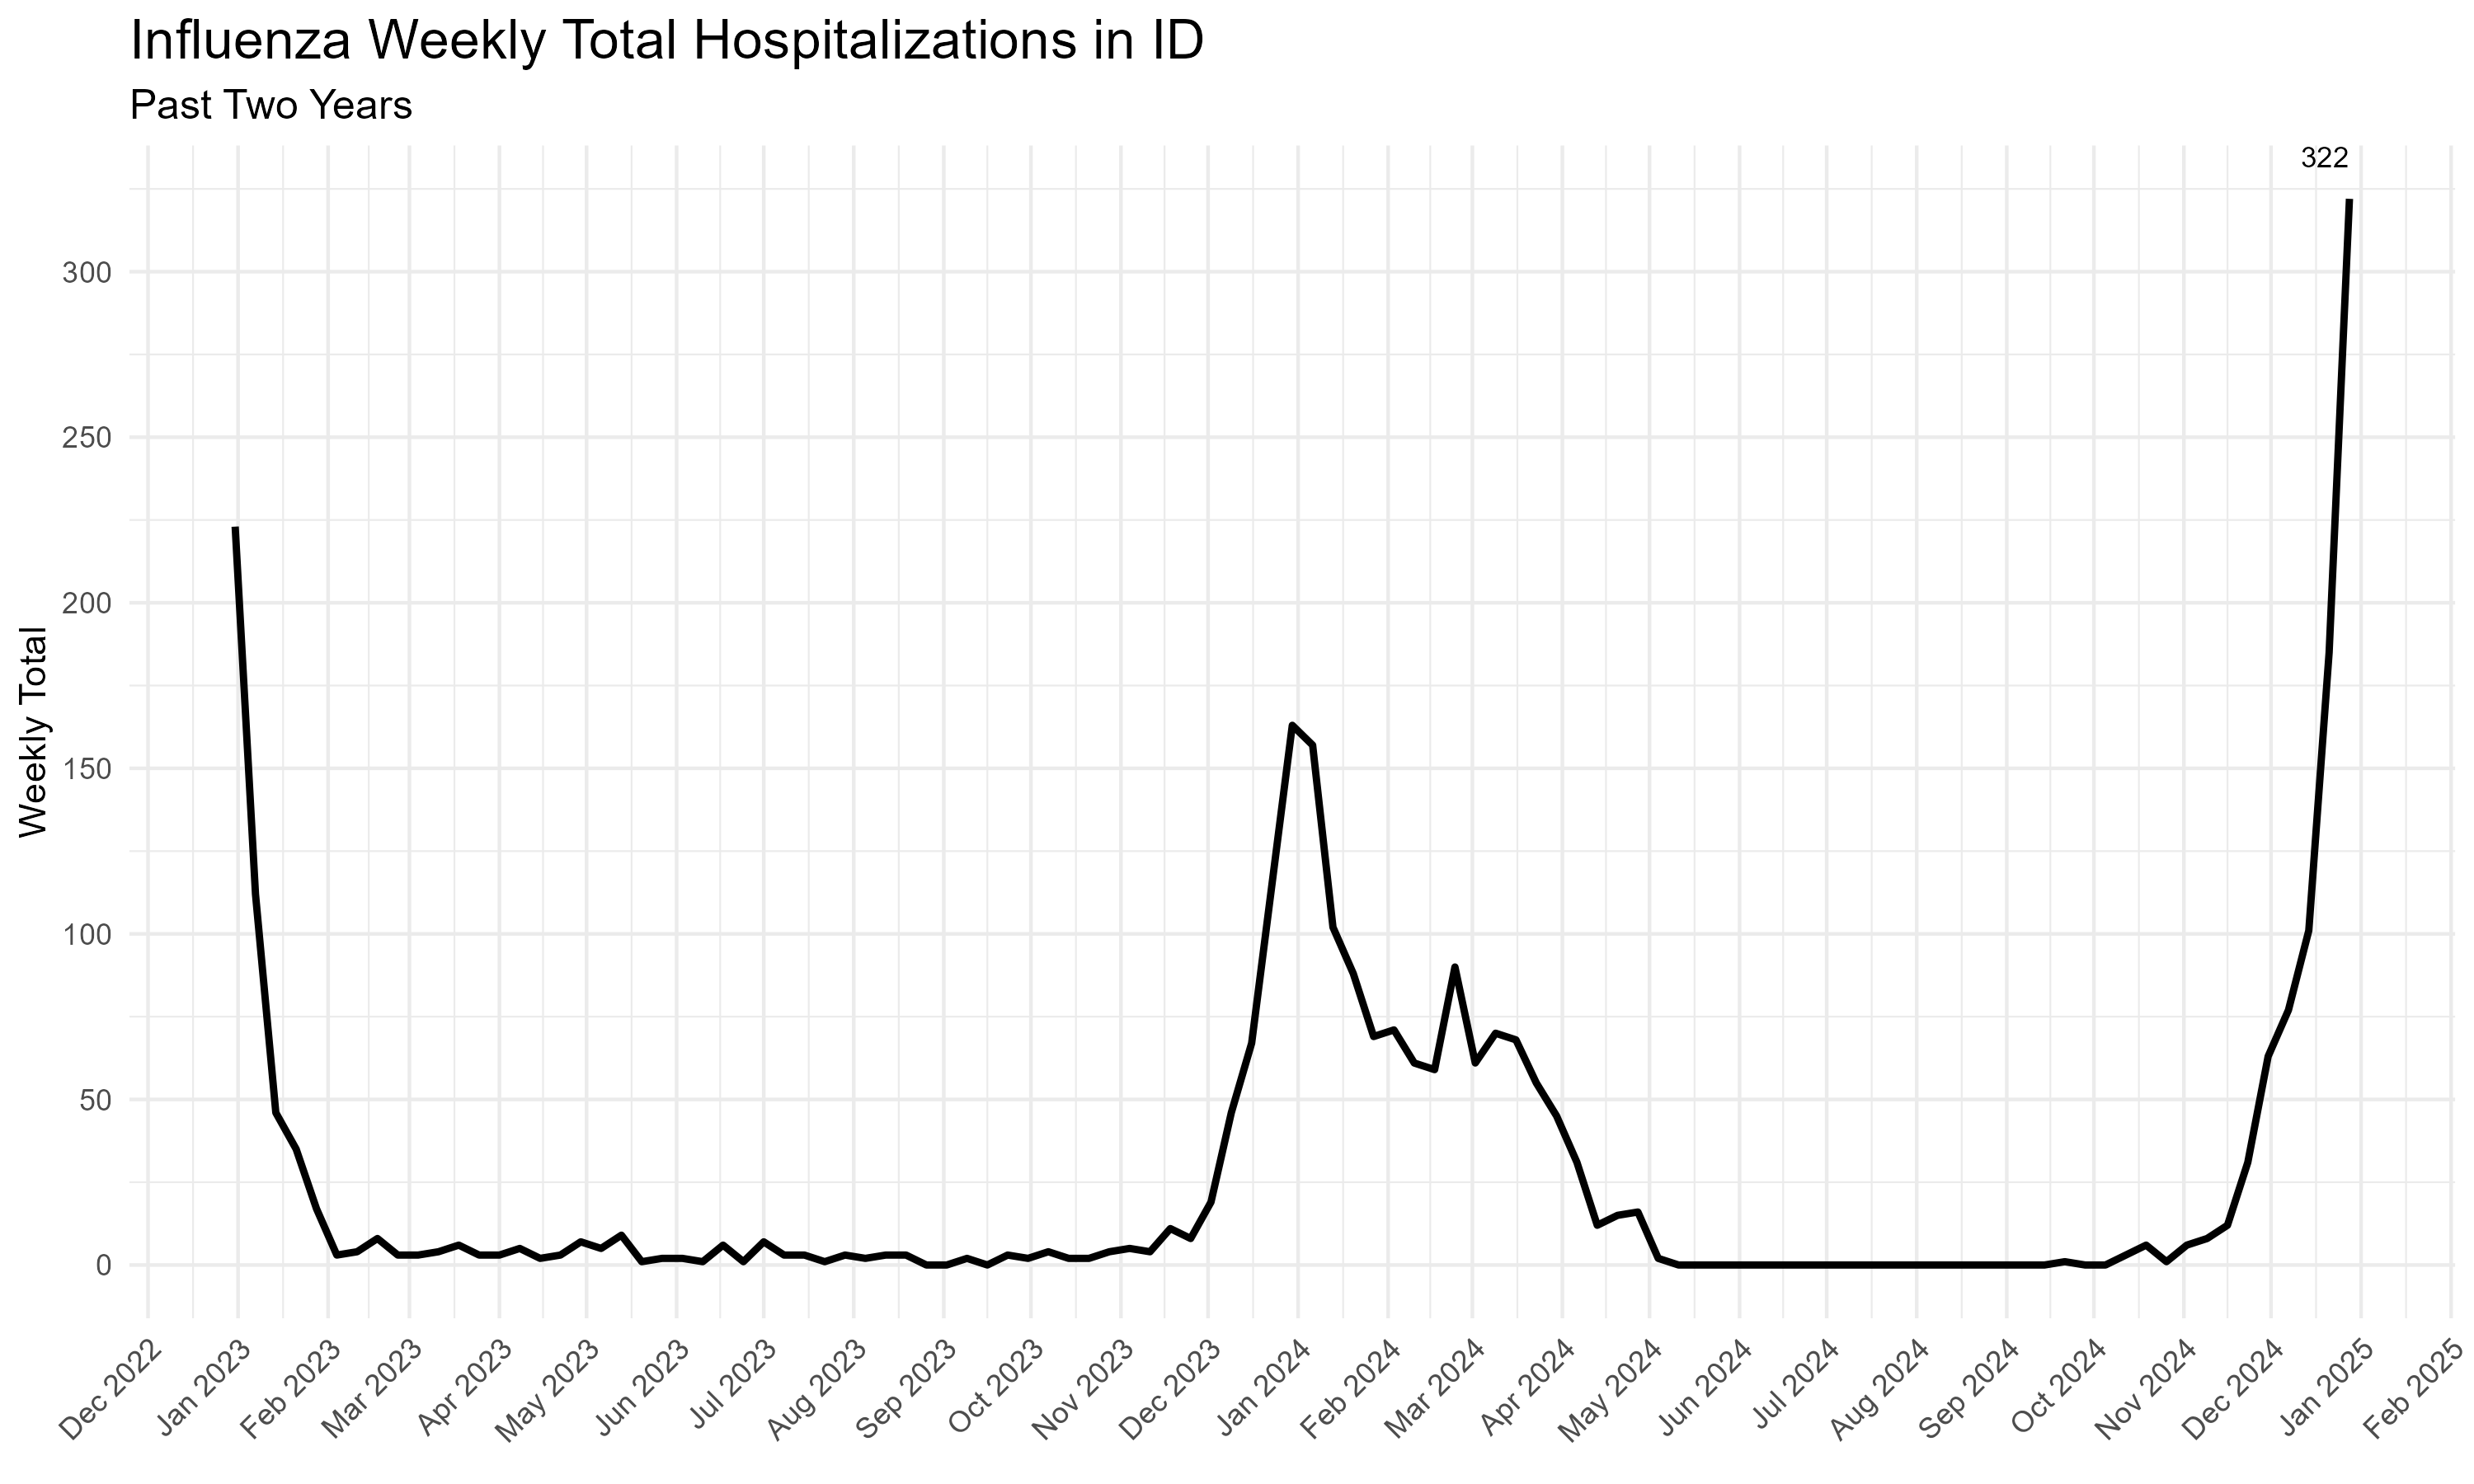 Influenza Weekly Total Hospitalizations in ID
Past Two Years
322
Weekly Total
300
250
200
150
100
50
0
Dec 2022
Jan 2023
Feb 2023
Mar 2023
Apr 2023
May 2023
Jun 2023
Jul 2023
Aug 2023
Sep 2023
Oct 2023
Nov 2023
Dec 2023
Jan 2024
Feb 2024
Mar 2024
Apr 2024
May 2024
Jun 2024
Jul 2024
Aug 2024
Sep 2024
Oct 2024
Nov 2024
Dec 2024
Jan 2025
Feb 2025